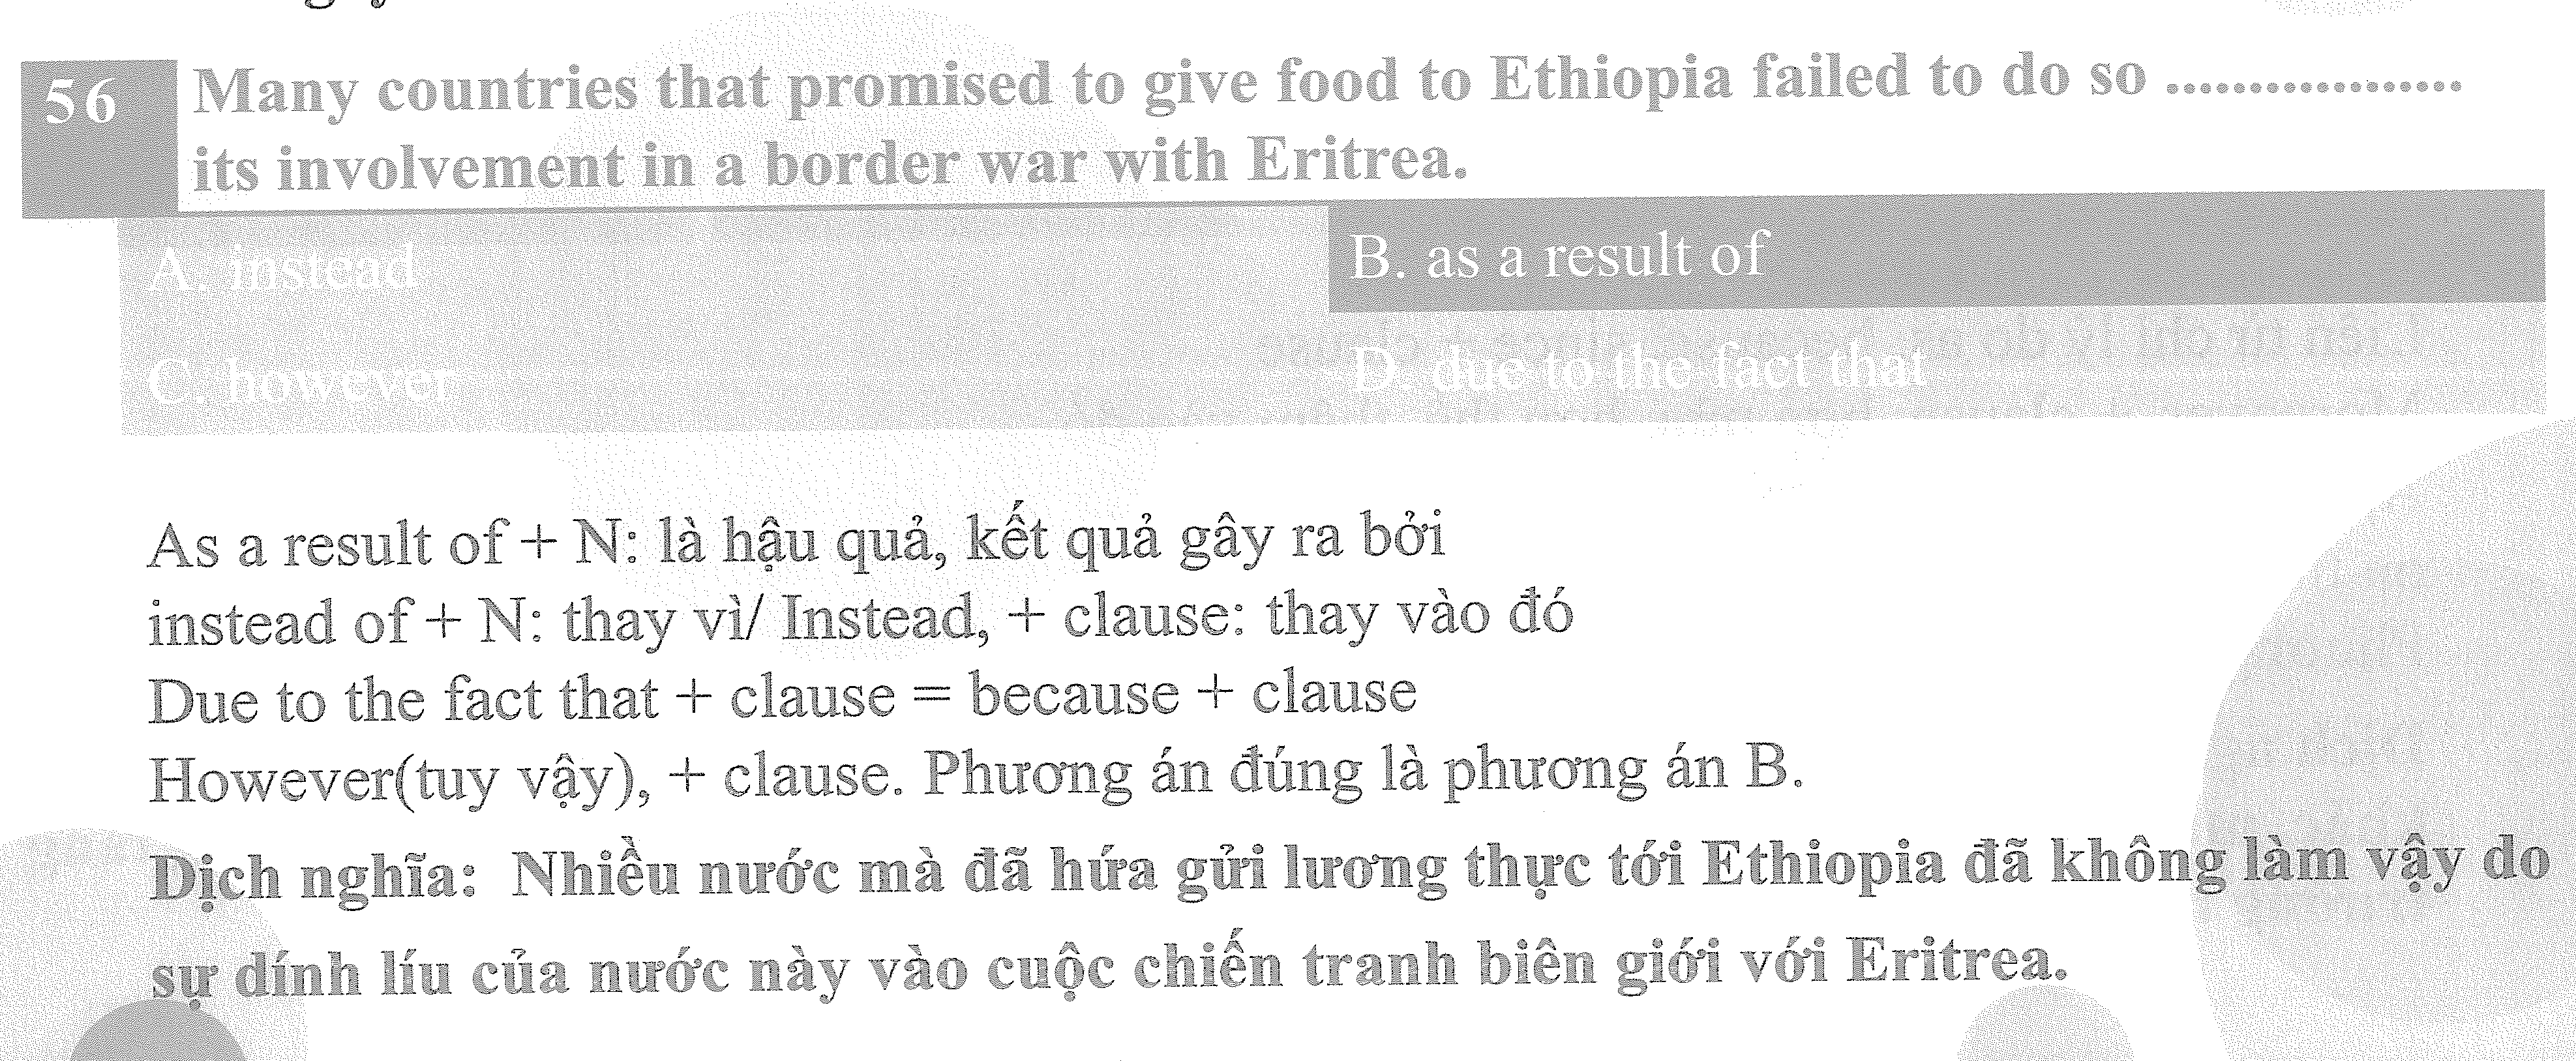 56 Many countries that promised to give food to Ethiopia failed to do so ..................
its involvement in a border war with Eritrea.
A. instead B. as a result of
C. however D. due to the fact that
As a result of + N: là hậu quả, kết quả gây ra bởi
instead of + N: thay vì/ Instead, + clause: thay vào đó
Due to the fact that + clause = because + clause
However(tuy vậy), + clause. Phương án đúng là phương án B.
Dịch nghĩa: Nhiều nước mà đã hứa gửi lương thực tới Ethiopia đã không làm vậy do
sự dính líu của nước này vào cuộc chiến tranh biên giới với Eritrea.